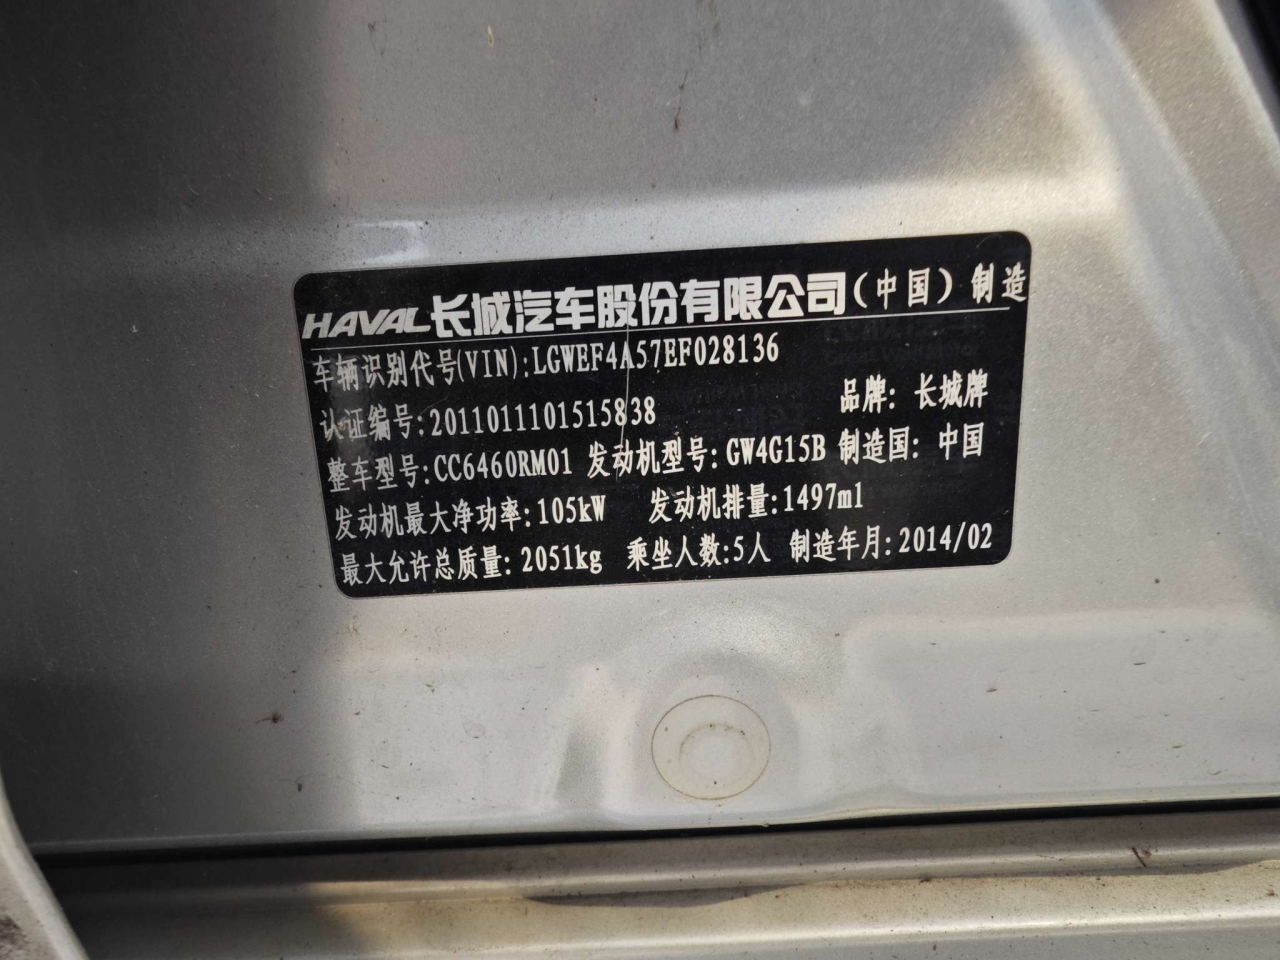 HAVAL长城汽车股份有限公司(中国)制造
车辆识别代号(VIN):LGWEF4A57EF028136
认证编号:2011011101515838 品牌:长城牌
整车型号:CC6460RM01 发动机型号:GW4G15B 制造国:中国
发动机最大净功率:105kW 发动机排量:1497ml
最大允许总质量:2051kg 乘坐人数:5人 制造年月:2014/02